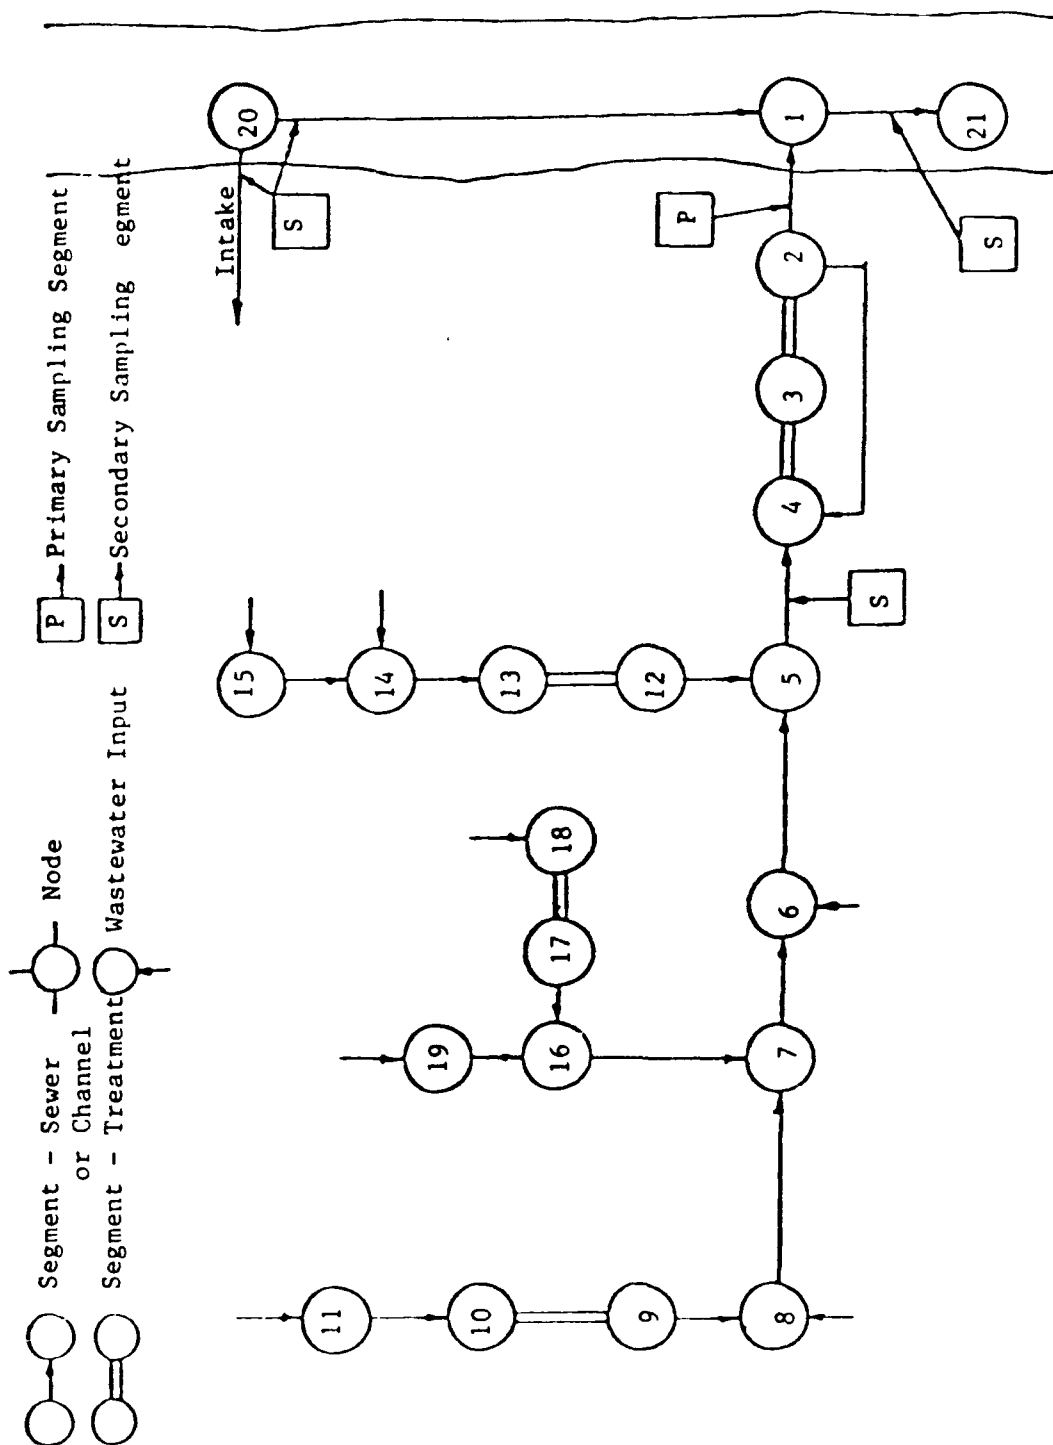 Segment - Sewer
or Channel
Node
P Primary Sampling Segment
Segment - Treatment
Wastewater Input
S Secondary Sampling egment
Intake
15
20
S
11
14
19
10
13
16
17
18
9
12
P
8
7
6
5
4
3
2
1
S
21
S